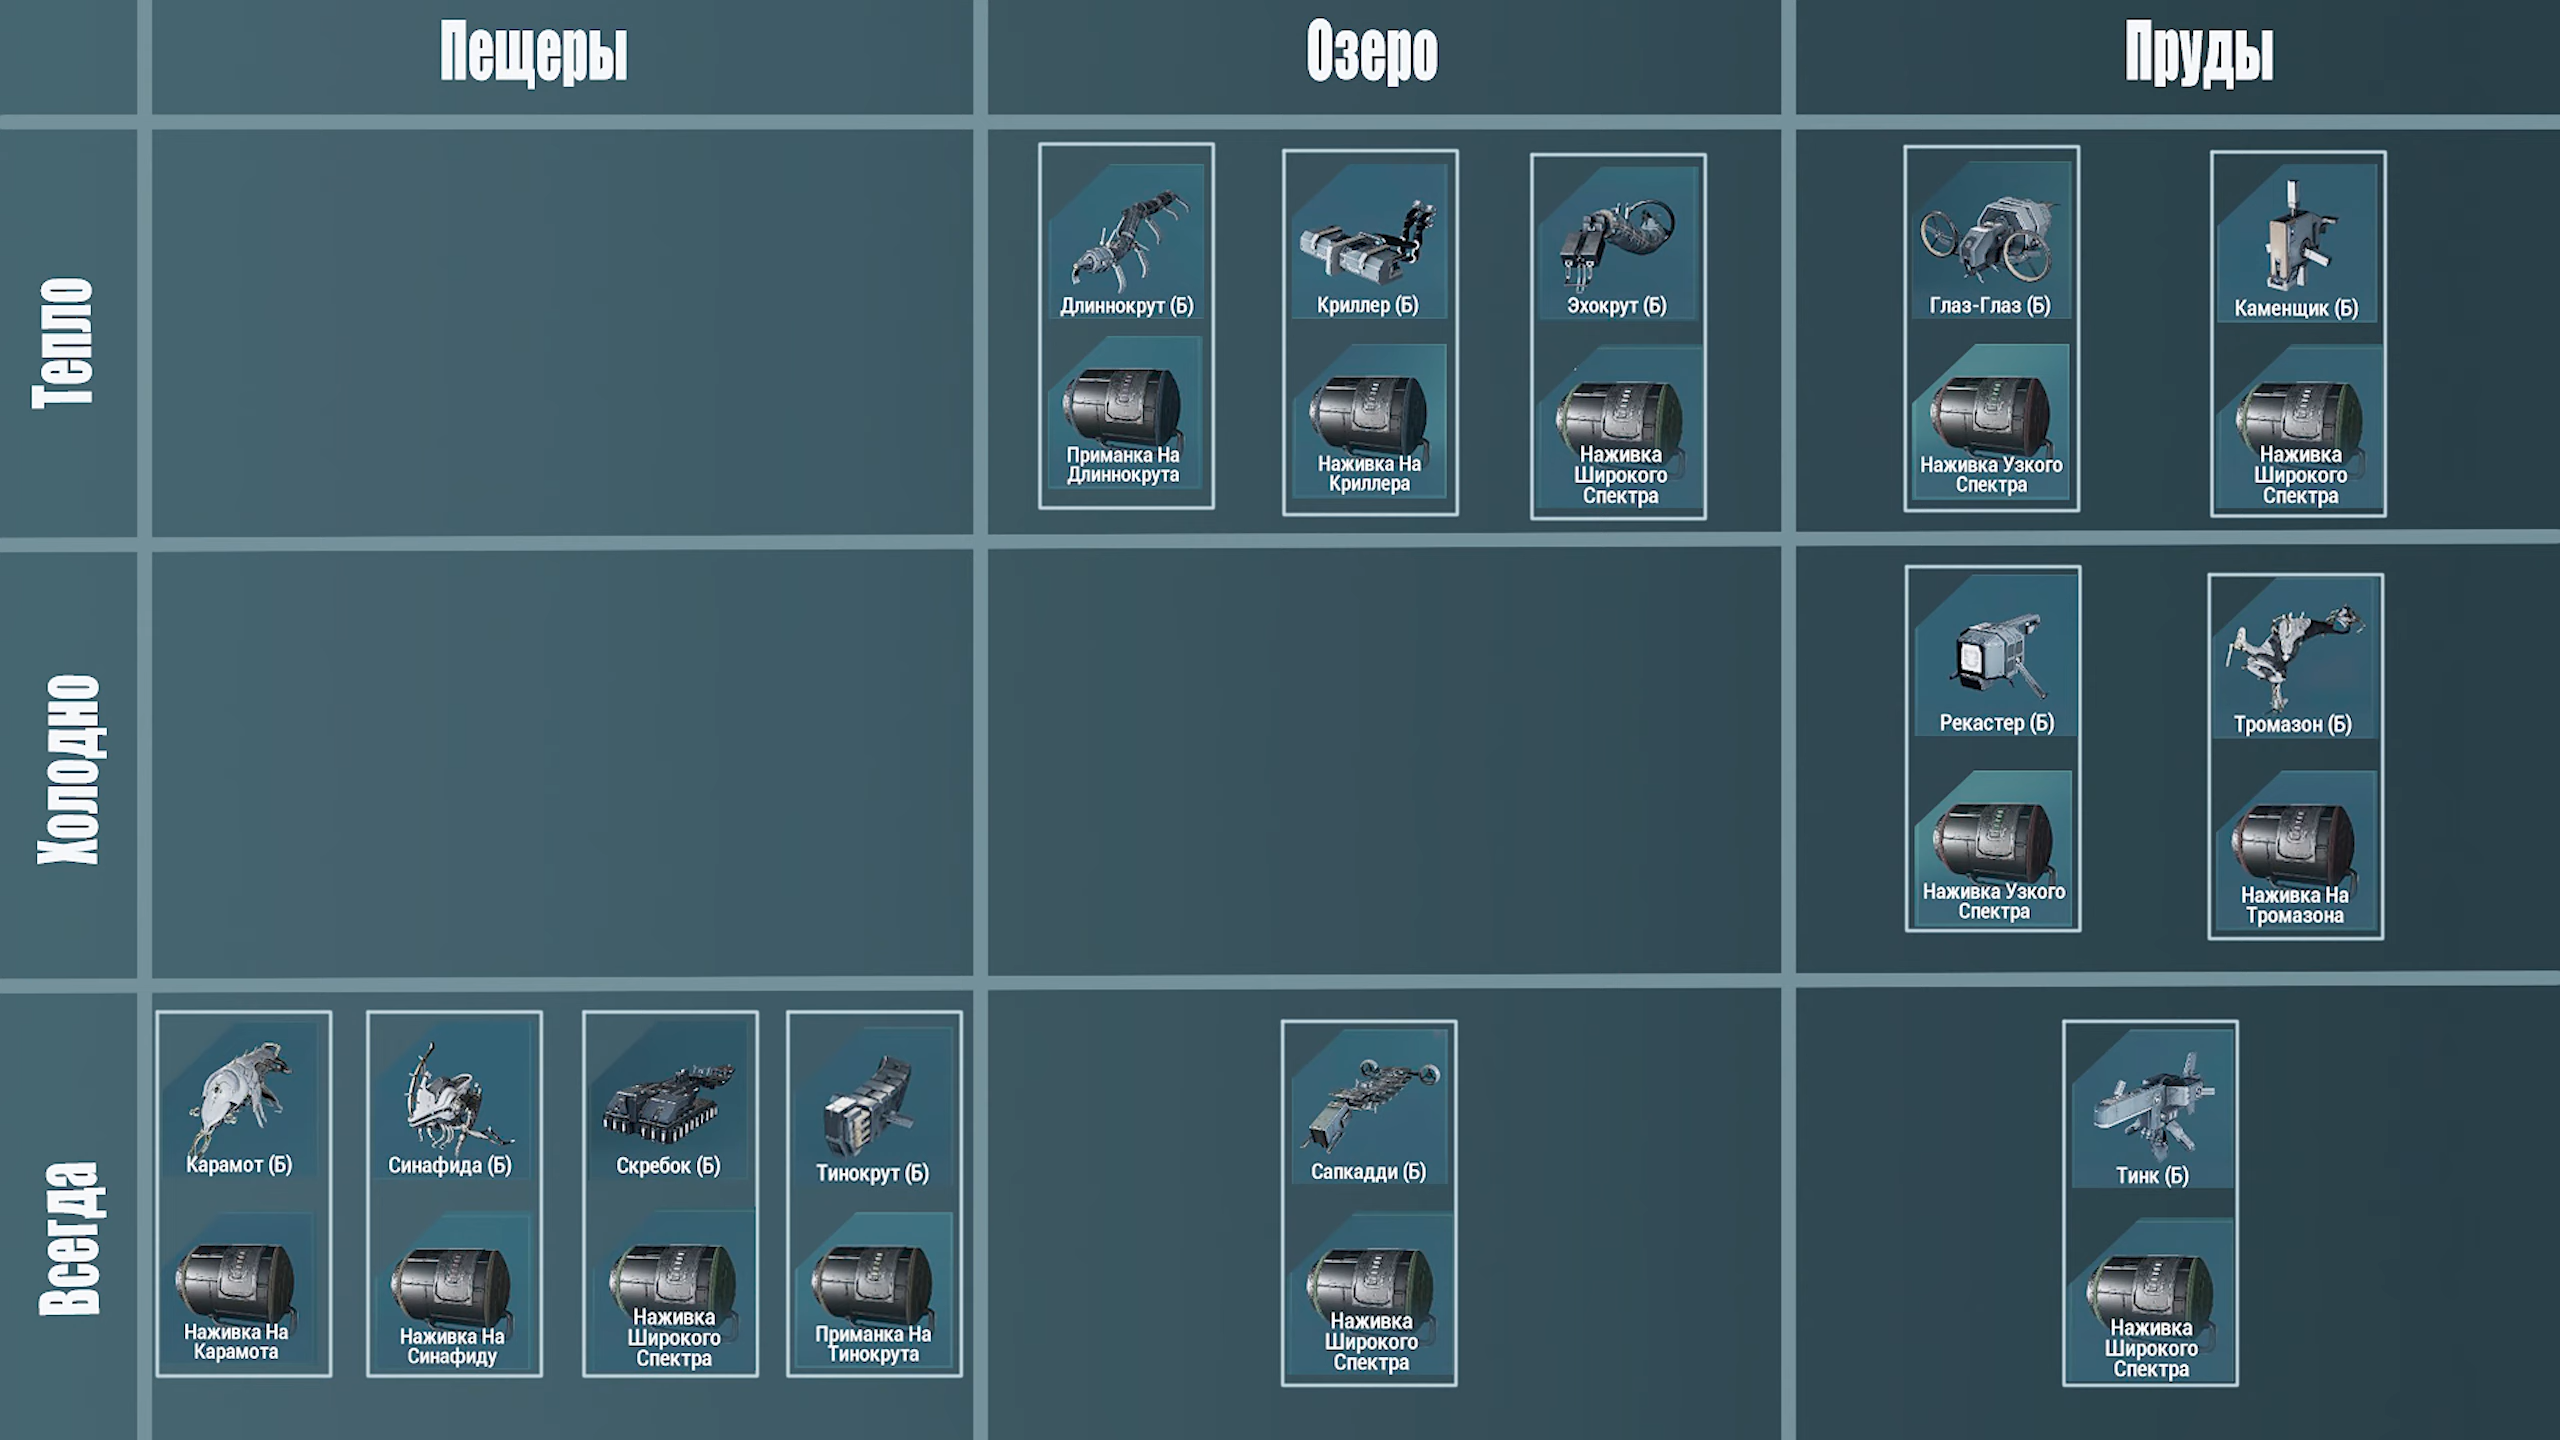 Пещеры
Озеро
Пруды
Тепло
Длиннокрут (Б)
Приманка На
Длиннокрута
Криллер (Б)
Наживка На
Криллера
Эхокрут (Б)
Наживка
Широкого
Спектра
Глаз-Глаз (Б)
Наживка Узкого
Спектра
Каменщик (Б)
Наживка
Широкого
Спектра
Холодно
Рекастер (Б)
Наживка Узкого
Спектра
Тромазон (Б)
Наживка На
Тромазона
Всегда
Карамот (Б)
Наживка На
Карамота
Синафида (Б)
Наживка На
Синафиду
Скребок (Б)
Наживка
Широкого
Спектра
Тинокрут (Б)
Приманка На
Тинокрута
Сапкадди (Б)
Наживка
Широкого
Спектра
Тинк (Б)
Наживка
Широкого
Спектра